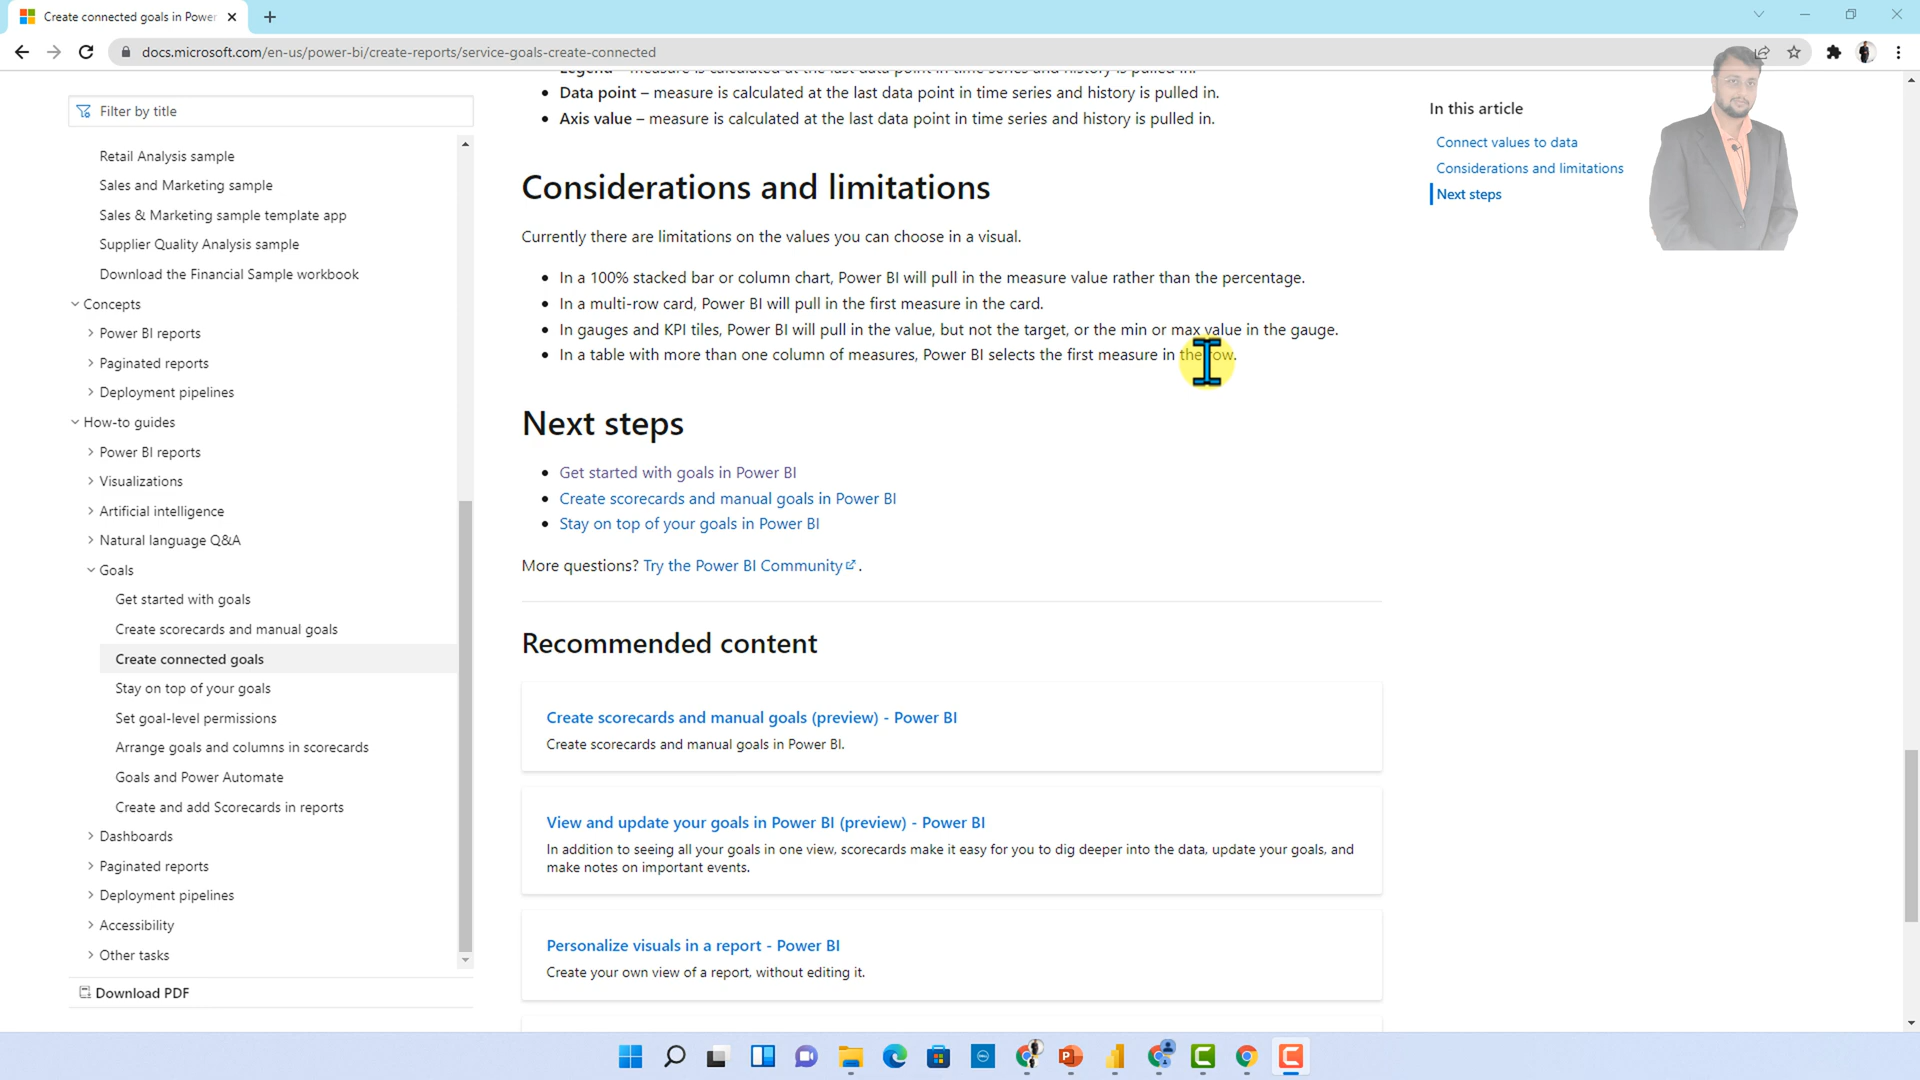 Create connected goals in Power
docs.microsoft.com/en-us/power-bi/create-reports/service-goals-create-connected
Filter by title
Retail Analysis sample
Sales and Marketing sample
Sales & Marketing sample template app
Supplier Quality Analysis sample
Download the Financial Sample workbook
Concepts
Power BI reports
Paginated reports
Deployment pipelines
How-to guides
Power BI reports
Visualizations
Artificial intelligence
Natural language Q&A
Goals
Get started with goals
Create scorecards and manual goals
Create connected goals
Stay on top of your goals
Set goal-level permissions
Arrange goals and columns in scorecards
Goals and Power Automate
Create and add Scorecards in reports
Dashboards
Paginated reports
Deployment pipelines
Accessibility
Other tasks
Download PDF
Legend – measure is calculated at the last data point in time series and history is pulled in.
Data point – measure is calculated at the last data point in time series and history is pulled in.
Axis value – measure is calculated at the last data point in time series and history is pulled in.
Considerations and limitations
Currently there are limitations on the values you can choose in a visual.
In a 100% stacked bar or column chart, Power BI will pull in the measure value rather than the percentage.
In a multi-row card, Power BI will pull in the first measure in the card.
In gauges and KPI tiles, Power BI will pull in the value, but not the target, or the min or max value in the gauge.
In a table with more than one column of measures, Power BI selects the first measure in the row.
Next steps
Get started with goals in Power BI
Create scorecards and manual goals in Power BI
Stay on top of your goals in Power BI
More questions? Try the Power BI Community .
Recommended content
Create scorecards and manual goals (preview) - Power BI
Create scorecards and manual goals in Power BI.
View and update your goals in Power BI (preview) - Power BI
In addition to seeing all your goals in one view, scorecards make it easy for you to dig deeper into the data, update your goals, and
make notes on important events.
Personalize visuals in a report - Power BI
Create your own view of a report, without editing it.
In this article
Connect values to data
Considerations and limitations
Next steps